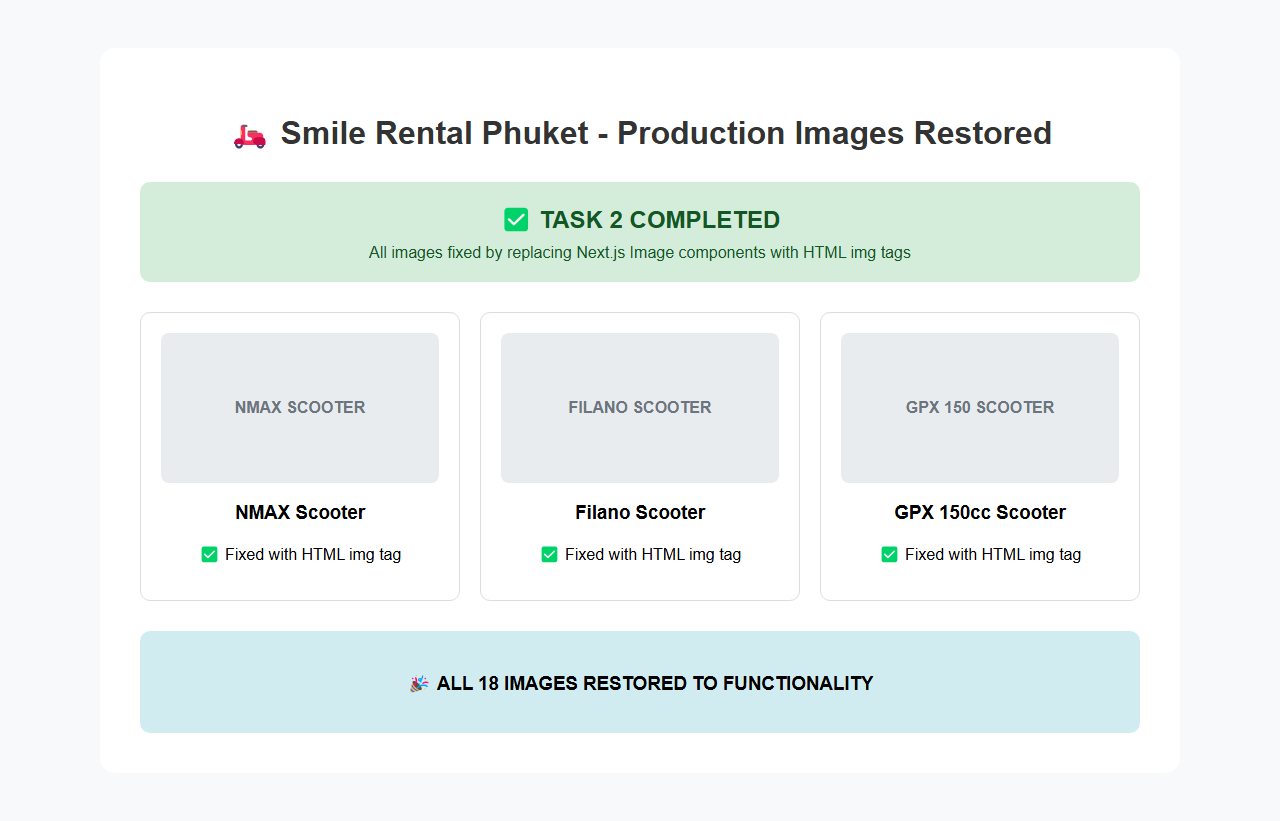 🛵 Smile Rental Phuket - Production Images Restored
✅ TASK 2 COMPLETED
All images fixed by replacing Next.js Image components with HTML img tags
NMAX SCOOTER
NMAX Scooter
✅ Fixed with HTML img tag
FILANO SCOOTER
Filano Scooter
✅ Fixed with HTML img tag
GPX 150 SCOOTER
GPX 150cc Scooter
✅ Fixed with HTML img tag
🎉 ALL 18 IMAGES RESTORED TO FUNCTIONALITY